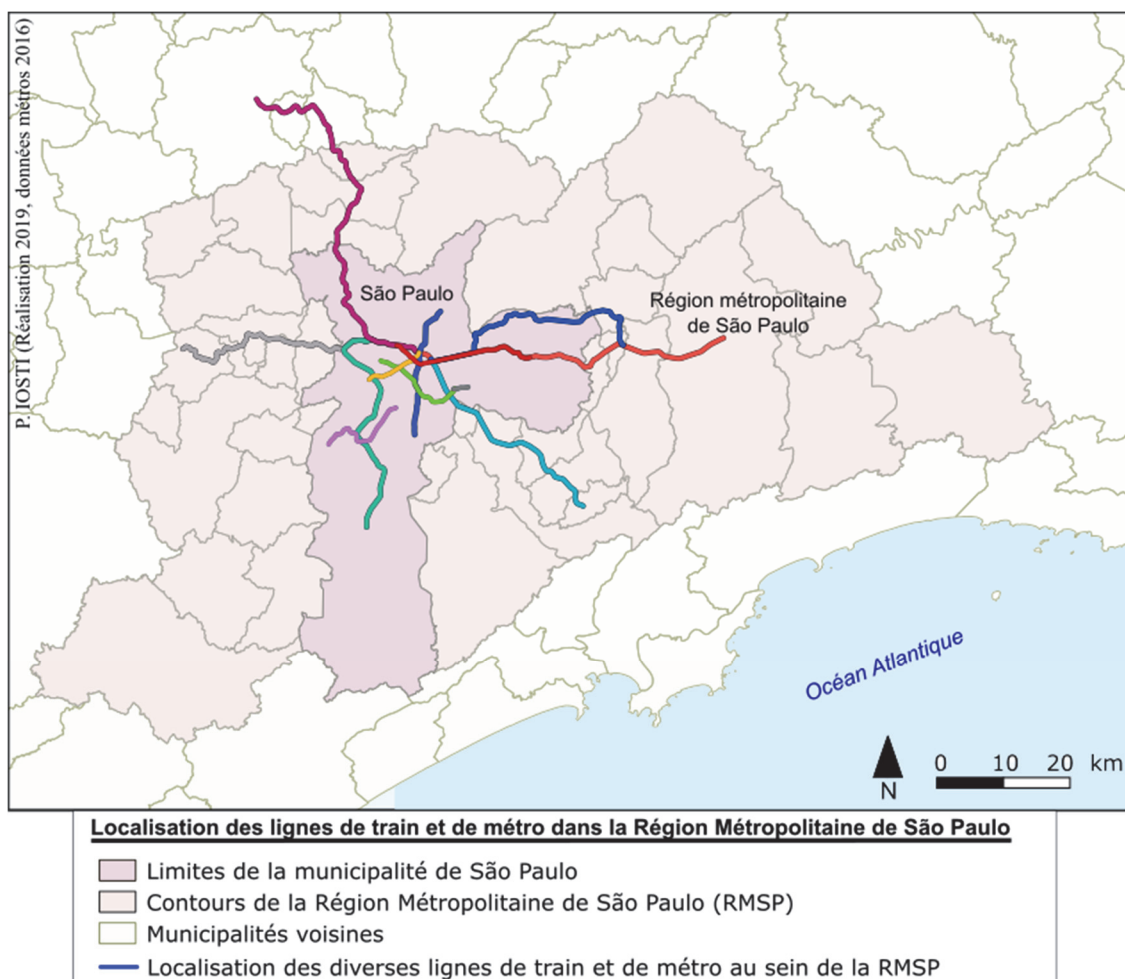 P. IOSTI (Réalisation 2019, données métros 2016)
São Paulo
Région métropolitaine
de São Paulo
Océan Atlantique
N
0 10 20 km
Localisation des lignes de train et de métro dans la Région Métropolitaine de São Paulo
Limites de la municipalité de São Paulo
Contours de la Région Métropolitaine de São Paulo (RMSP)
Municipalités voisines
Localisation des diverses lignes de train et de métro au sein de la RMSP